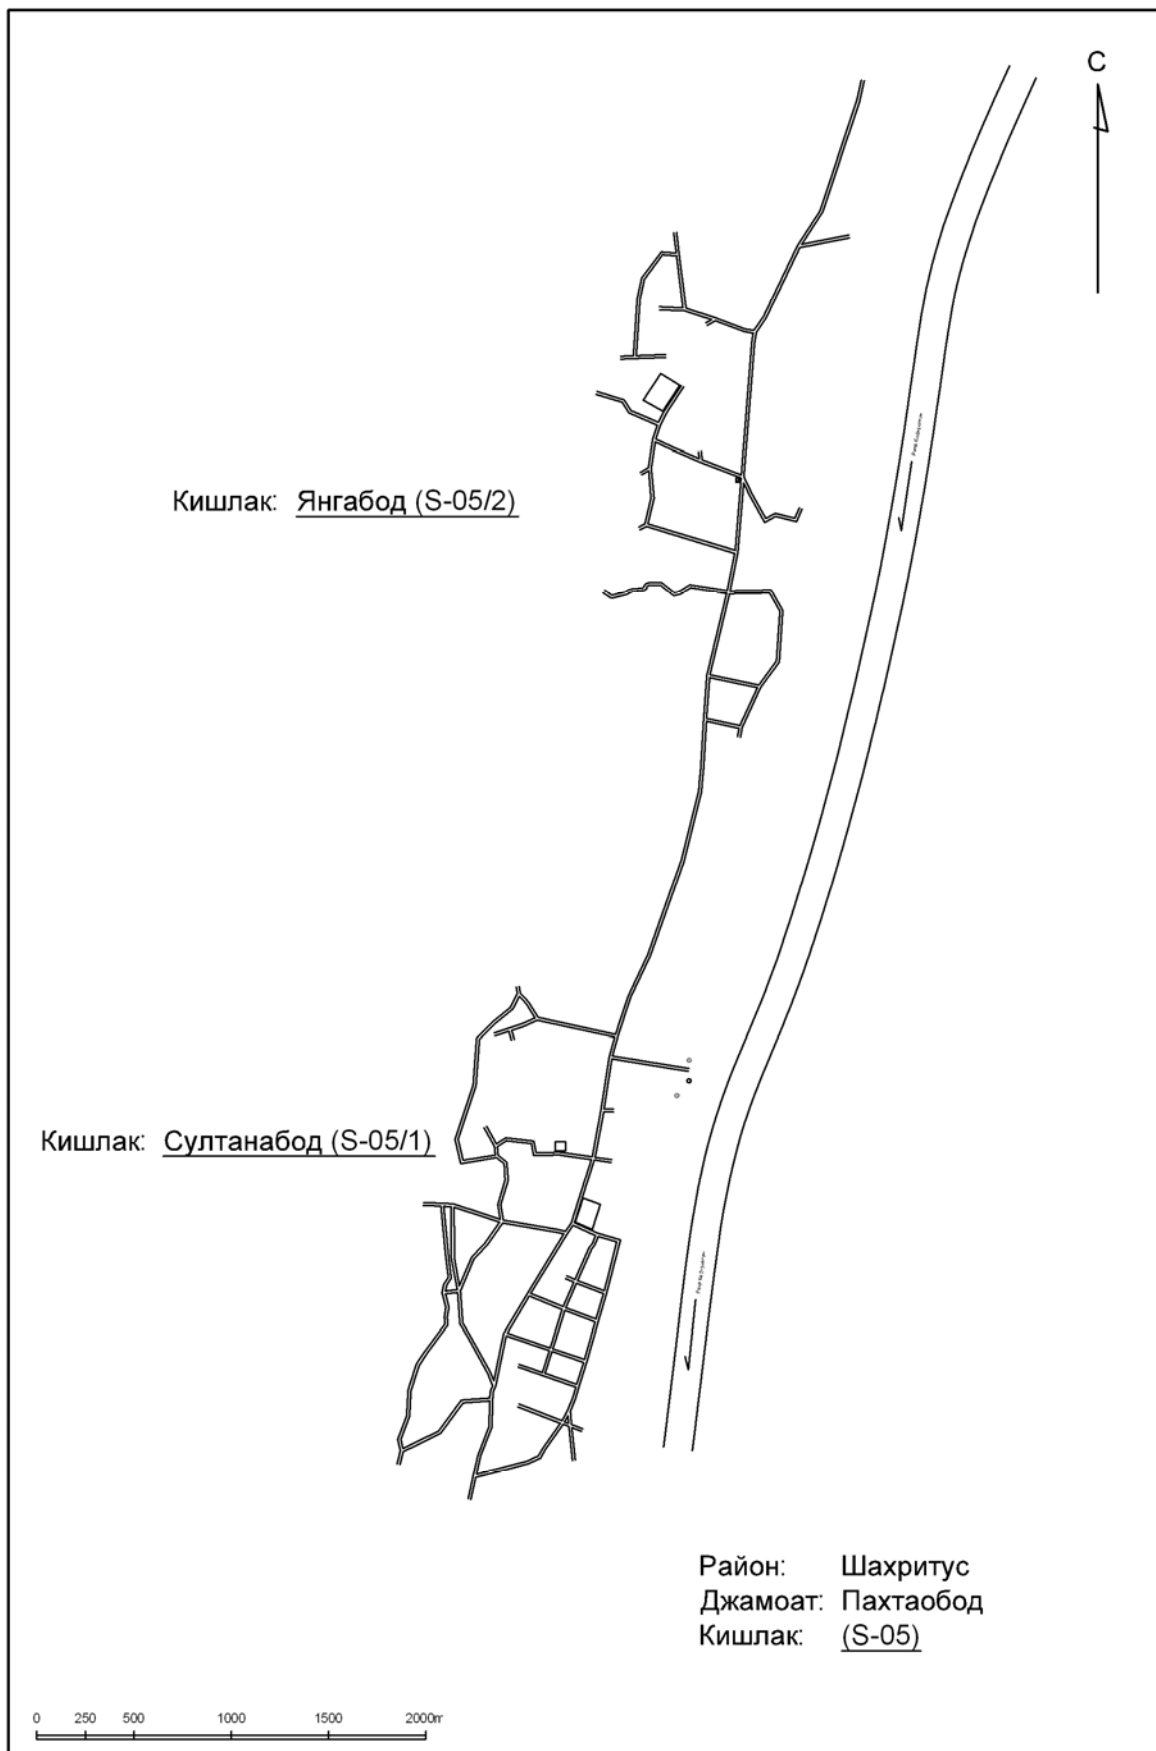 С
Кишлак: Янгабод (S-05/2)
Кишлак: Султанабод (S-05/1)
Район: Шахритус
Джамоат: Пахтаобод
Кишлак: (S-05)
0 250 500 1000 1500 2000m